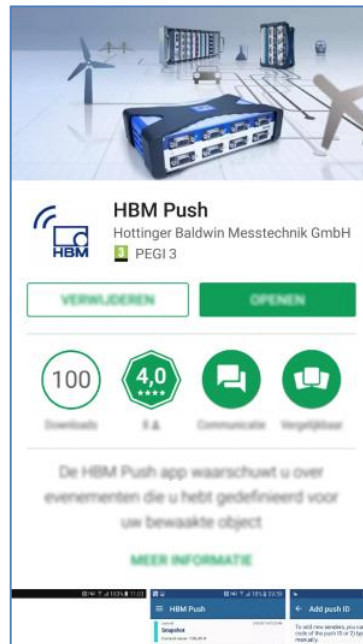 HBM
HBM Push
Hottinger Baldwin Messtechnik GmbH
3 PEGI 3
VERWIJDEREN
OPENEN
100
4,0
Downloads
Communicatie
Vergelijkbaar
De HBM Push app waarschuwt u over
evenementen die u hebt gedefinieerd voor
uw bewaakte object
MEER INFORMATIE
HBM Push
Add push ID
Snapshot
manually.